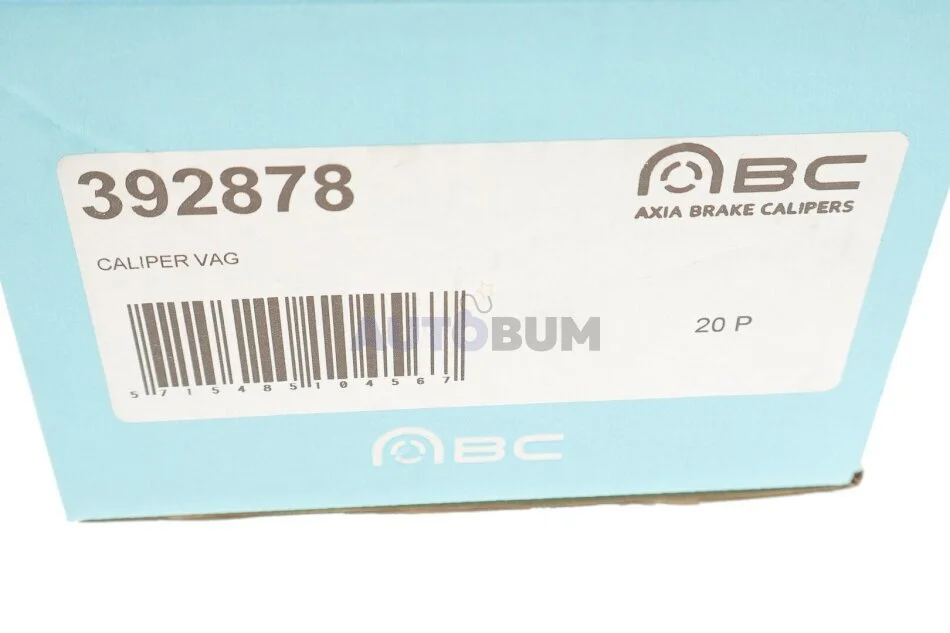 392878
ABC
AXIA BRAKE CALIPERS
CALIPER VAG
AUTOBUM
20 P
5715485104567
ABC